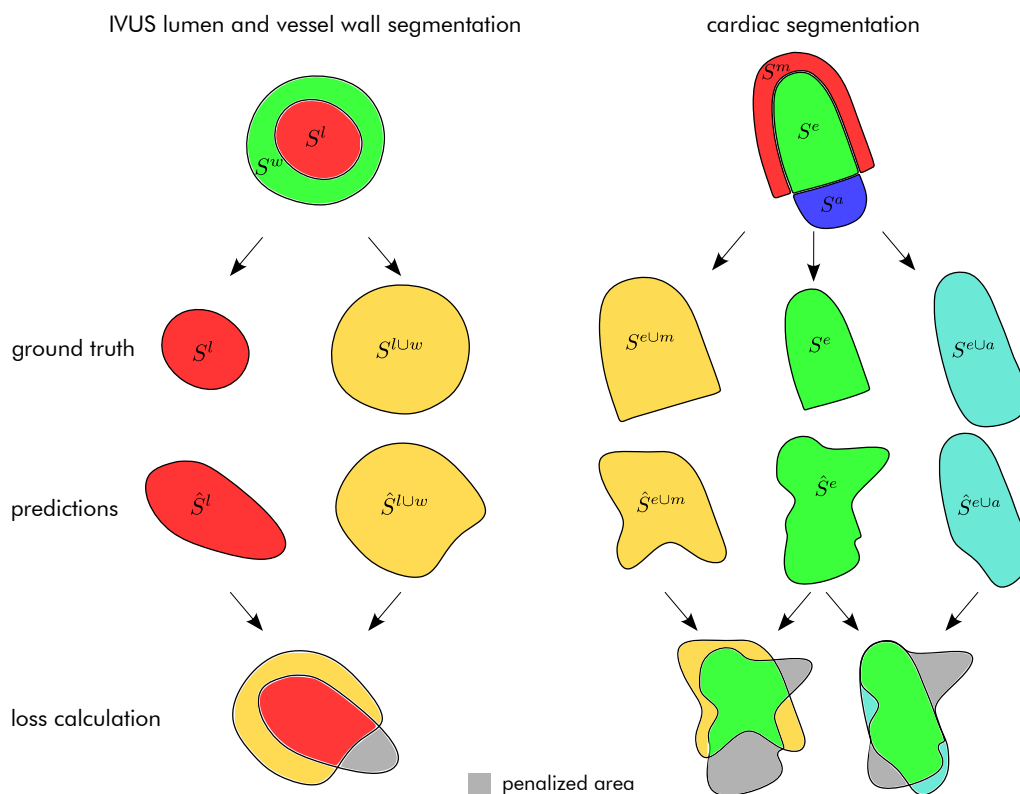 IVUS lumen and vessel wall segmentation
cardiac segmentation
S^l
S^w
S^m
S^e
S^a
ground truth
S^l
S^{l∪w}
S^{e∪m}
S^e
S^{e∪a}
predictions
Ŝ^l
Ŝ^{l∪w}
Ŝ^{e∪m}
Ŝ^e
Ŝ^{e∪a}
loss calculation
penalized area